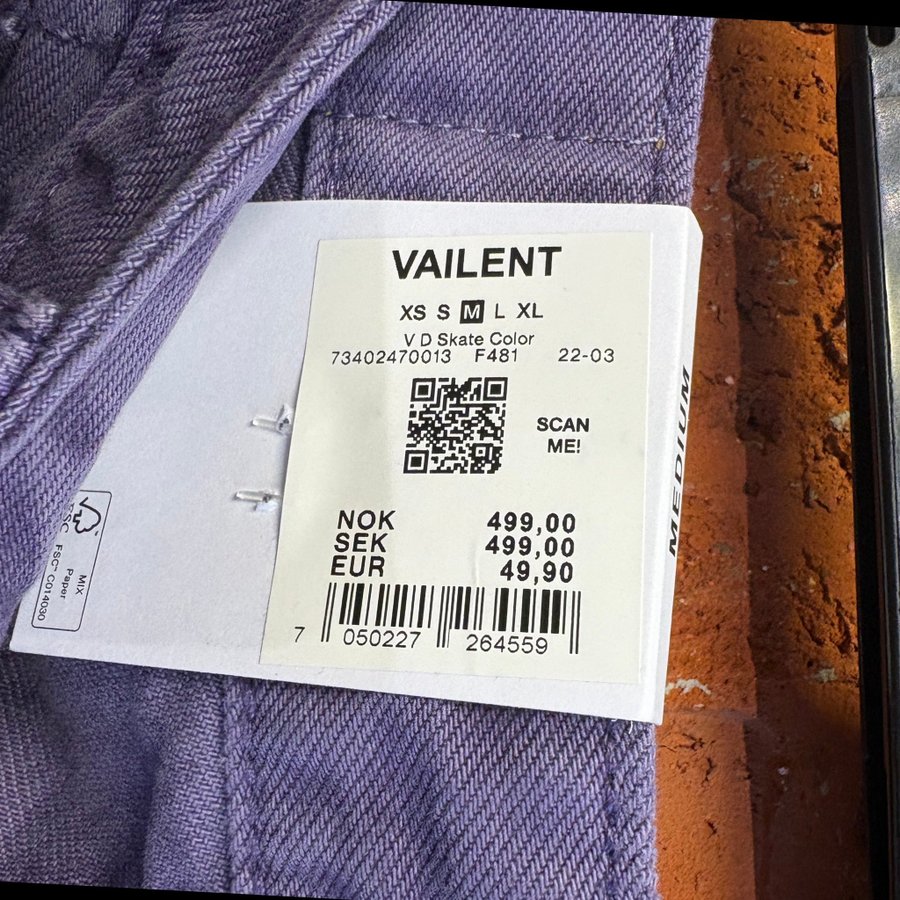 VAILENT
XS S M L XL
V D Skate Color
73402470013 F481 22-03
SCAN
ME!
NOK 499,00
SEK 499,00
EUR 49,90
7 050227 264559
MEDIUM
FSC
MIX
Paper
FSC™ C014030